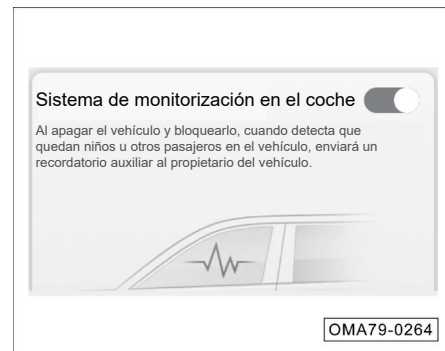 Sistema de monitorización en el coche
Al apagar el vehículo y bloquearlo, cuando detecta que
quedan niños u otros pasajeros en el vehículo, enviará un
recordatorio auxiliar al propietario del vehículo.
OMA79-0264